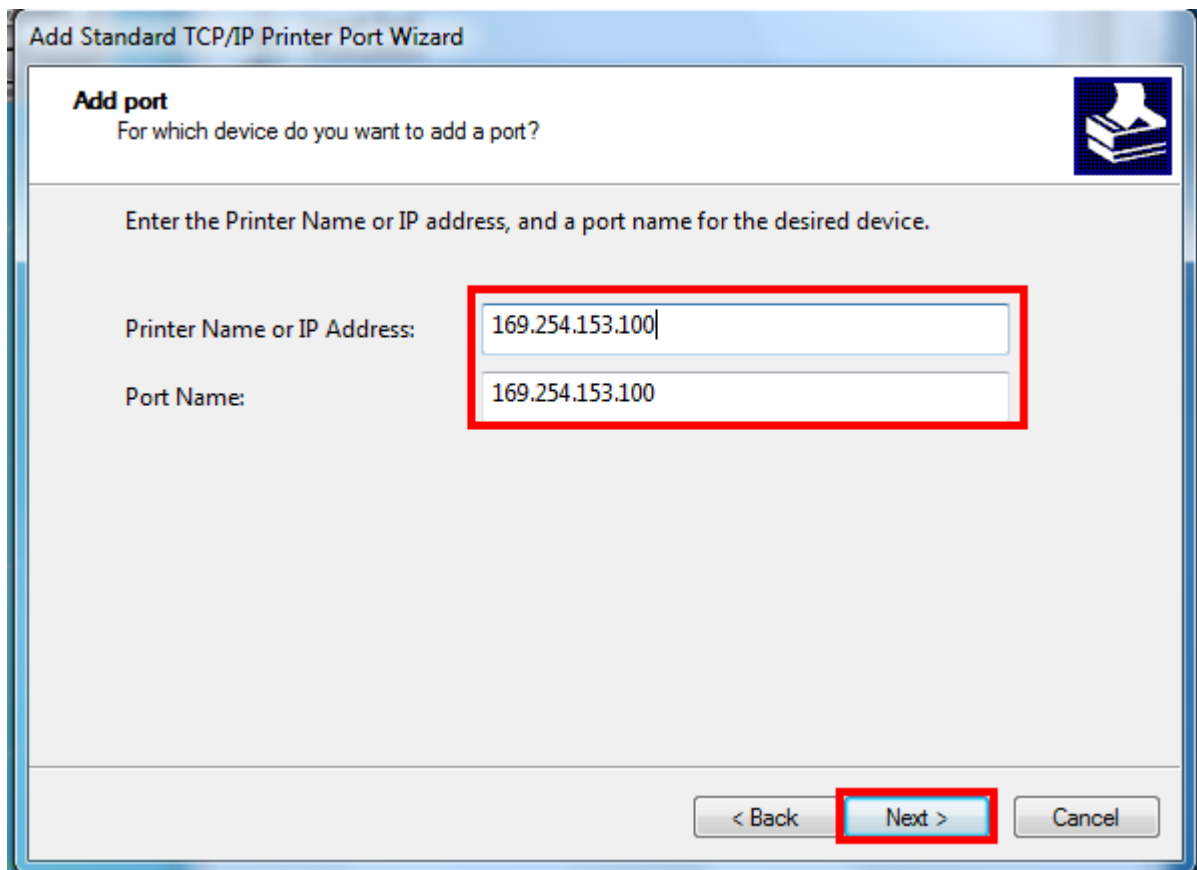 Add Standard TCP/IP Printer Port Wizard
Add port
For which device do you want to add a port?
Enter the Printer Name or IP address, and a port name for the desired device.
Printer Name or IP Address: 169.254.153.100
Port Name: 169.254.153.100
< Back Next > Cancel